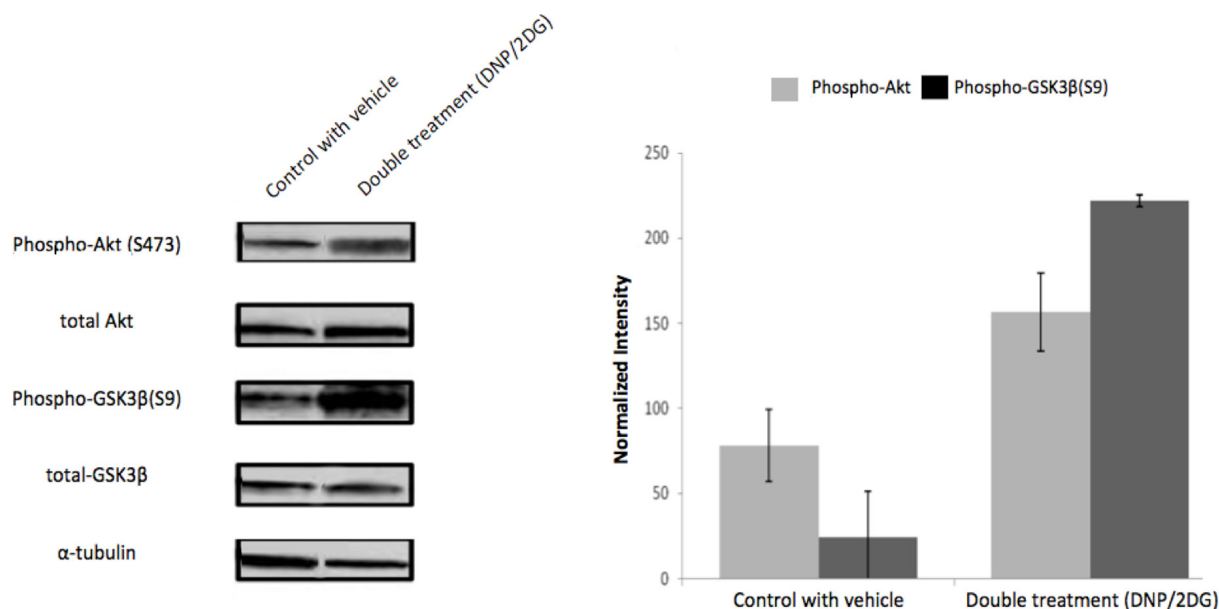 Control with vehicle
Double treatment (DNP/2DG)
Phospho-Akt (S473)
total Akt
Phospho-GSK3β(S9)
total-GSK3β
α-tubulin
Phospho-Akt
Phospho-GSK3β(S9)
Normalized Intensity
250
200
150
100
50
0
Control with vehicle
Double treatment (DNP/2DG)